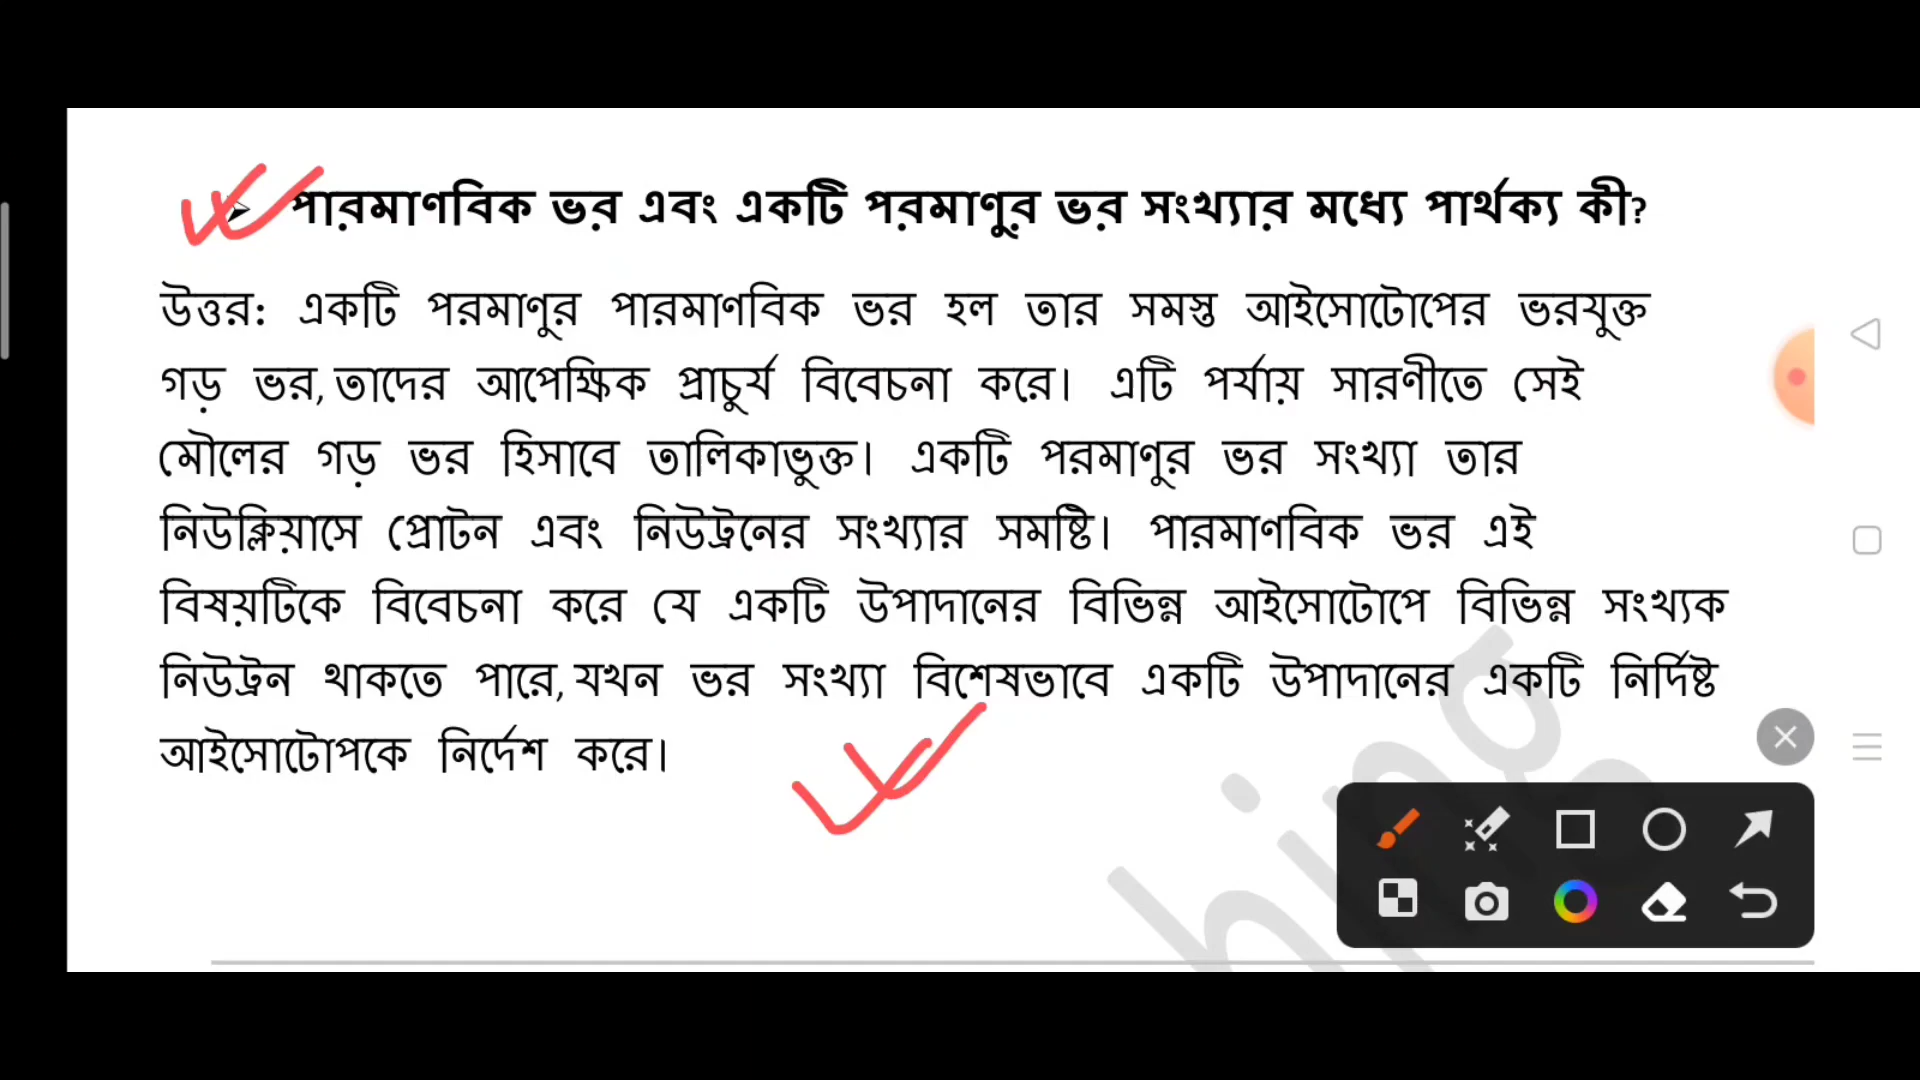 ➤ পারমাণবিক ভর এবং একটি পরমাণুর ভর সংখ্যার মধ্যে পার্থক্য কী?
উত্তর: একটি পরমাণুর পারমাণবিক ভর হল তার সমস্ত আইসোটোপের ভরযুক্ত
গড় ভর, তাদের আপেক্ষিক প্রাচুর্য বিবেচনা করে। এটি পর্যায় সারণীতে সেই
মৌলের গড় ভর হিসাবে তালিকাভুক্ত। একটি পরমাণুর ভর সংখ্যা তার
নিউক্লিয়াসে প্রোটন এবং নিউট্রনের সংখ্যার সমষ্টি। পারমাণবিক ভর এই
বিষয়টিকে বিবেচনা করে যে একটি উপাদানের বিভিন্ন আইসোটোপে বিভিন্ন সংখ্যক
নিউট্রন থাকতে পারে, যখন ভর সংখ্যা বিশেষভাবে একটি উপাদানের একটি নির্দিষ্ট
আইসোটোপকে নির্দেশ করে।